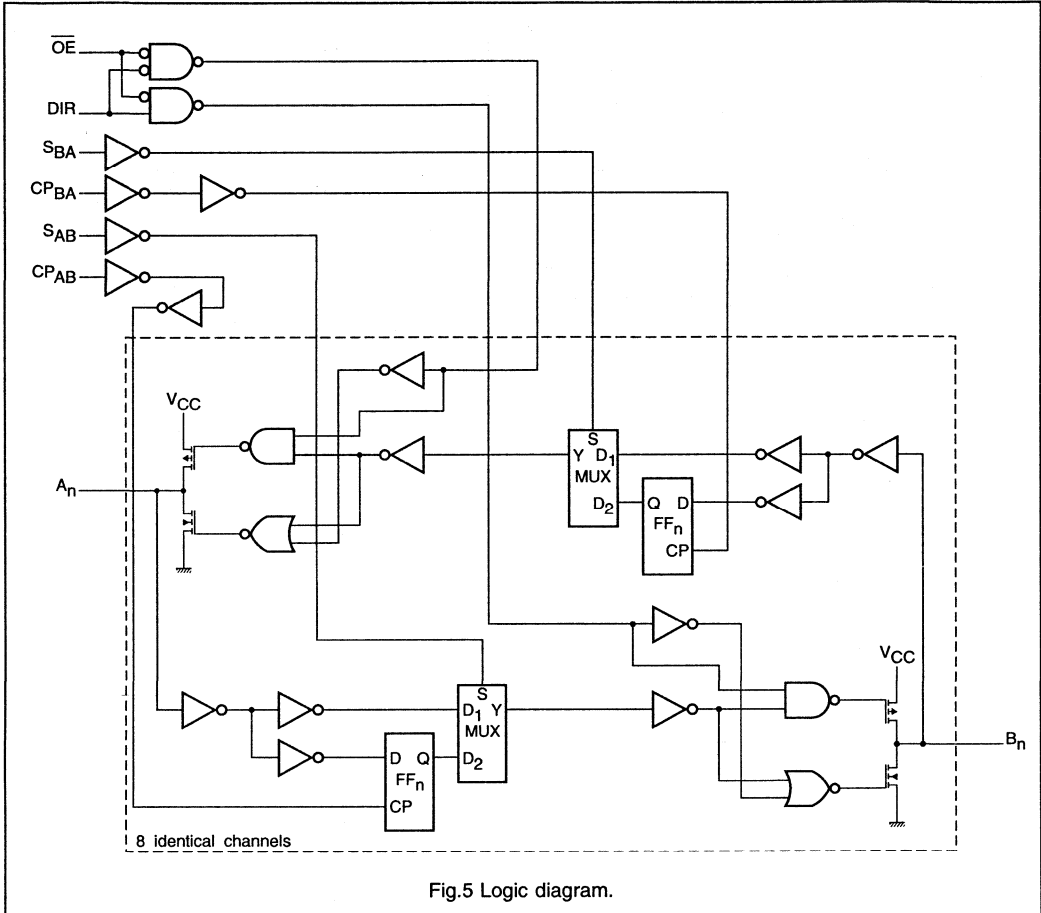 OE
DIR
SBA
CPBA
SAB
CPAB
VCC
S
Y D1
MUX
D2
Q D
FFn
CP
An
S
D1 Y
MUX
D2
D Q
FFn
CP
VCC
Bn
8 identical channels
Fig.5 Logic diagram.